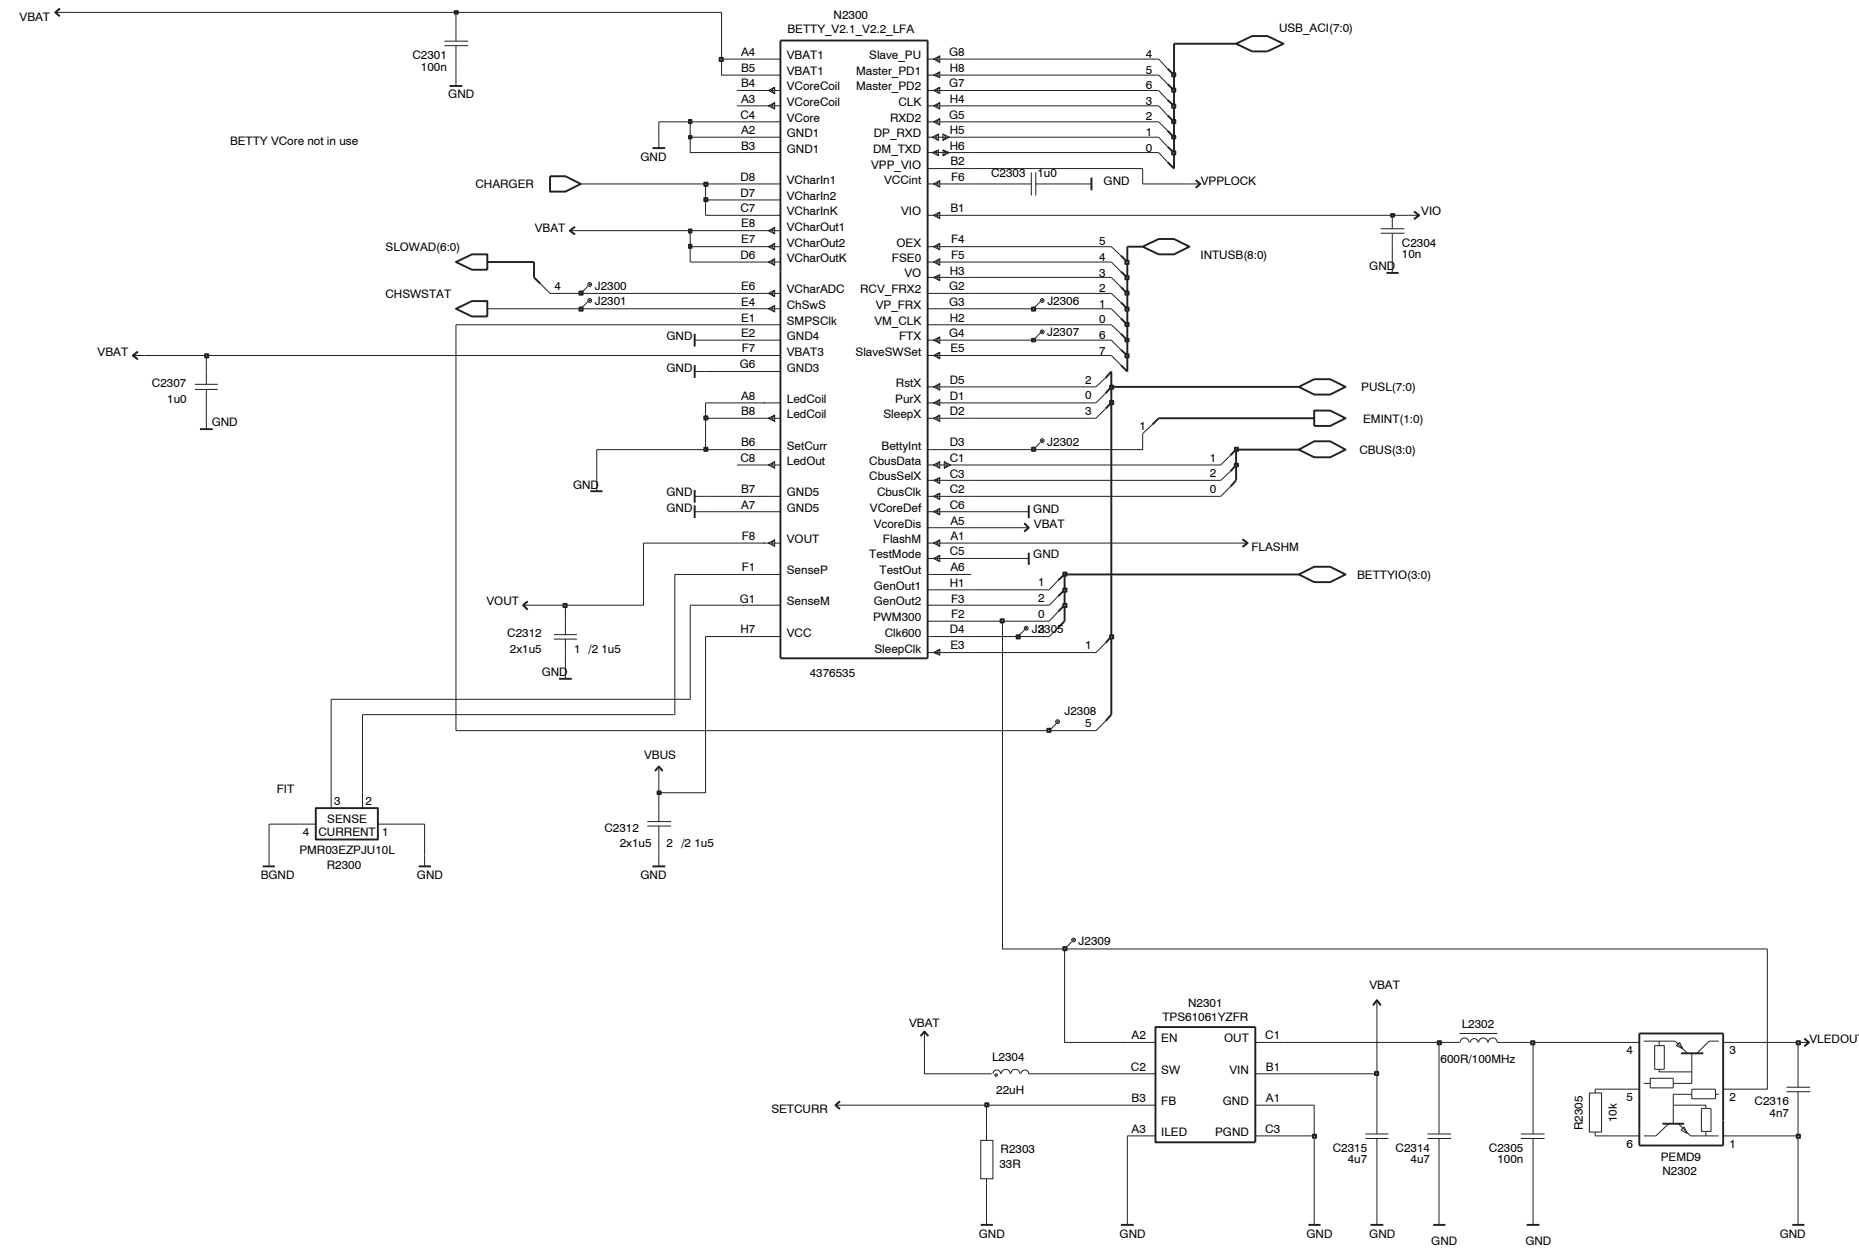 VBAT
C2301
100n
GND
BETTY VCore not in use
N2300
BETTY_V2.1_V2.2_LFA
A4 VBAT1
B5 VBAT1
B4 VCoreCoil
A3 VCoreCoil
C4 VCore
A2 GND1
B3 GND1
GND
CHARGER
D8 VCharIn1
D7 VCharIn2
C7 VCharInK
VBAT
E8 VCharOut1
E7 VCharOut2
D6 VCharOutK
SLOWAD(6:0)
4 J2300
E6 VCharADC
CHSWSTAT
J2301
E4 ChSwS
E1 SMPSClk
GND E2 GND4
VBAT
F7 VBAT3
GND G6 GND3
C2307
1u0
GND
A8 LedCoil
B8 LedCoil
B6 SetCurr
C8 LedOut
GND
GND B7 GND5
GND A7 GND5
F8 VOUT
F1 SenseP
G1 SenseM
H7 VCC
VOUT
C2312
2x1u5 1 /2 1u5
GND
4376535
Slave_PU G8 4
Master_PD1 H8 5
Master_PD2 G7 6
CLK H4 3
RXD2 G5 2
DP_RXD H5 1
DM_TXD H6 0
USB_ACI(7:0)
VPP_VIO B2
VCCint F6 C2303 1u0 GND
VPPLOCK
VIO B1
VIO
C2304
10n
GND
OEX F4 5
FSE0 F5 4
VO H3 3
RCV_FRX2 G2 2
VP_FRX G3 J2306 1
VM_CLK H2 0
FTX G4 J2307 6
SlaveSWSet E5 7
INTUSB(8:0)
RstX D5 2
PurX D1 0
SleepX D2 3
PUSL(7:0)
BettyInt D3 J2302 1
EMINT(1:0)
CbusData C1 1
CbusSelX C3 2
CbusClk C2 0
CBUS(3:0)
VCoreDef C6 GND
VcoreDis A5 VBAT
FlashM A1 FLASHM
TestMode C5 GND
TestOut A6
GenOut1 H1 1
GenOut2 F3 2
PWM300 F2 0
Clk600 D4 J2305 3
BETTYIO(3:0)
SleepClk E3 1
J2308
5
VBUS
C2312
2x1u5 2 /2 1u5
GND
FIT
3 2
SENSE
CURRENT
4 1
PMR03EZPJU10L
R2300
BGND
GND
J2309
N2301
TPS61061YZFR
A2 EN OUT C1
C2 SW VIN B1
B3 FB GND A1
A3 ILED PGND C3
VBAT
L2304
22uH
SETCURR
R2303
33R
GND
GND
GND
VBAT
C2315
4u7
GND
C2314
4u7
GND
L2302
600R/100MHz
C2305
100n
GND
R2305
10k
4 3
5 2
6 1
PEMD9
N2302
VLEDOUT
C2316
4n7
GND